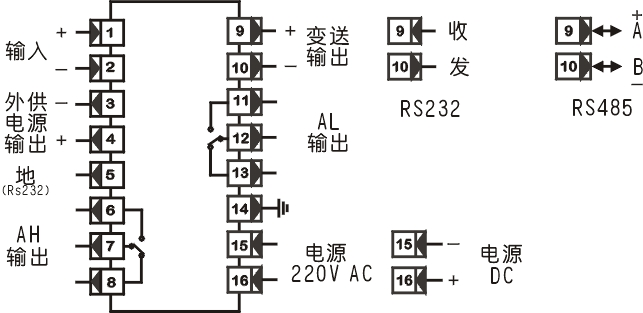 输入
+
−
外供
电源
输出
−
+
地
(Rs232)
AH
输出
1
2
3
4
5
6
7
8
9
10
11
12
13
14
15
16
+
−
变送
输出
AL
输出
电源
220V AC
9
10
收
发
RS232
9
10
+
A
B
−
RS485
15
16
−
+
电源
DC